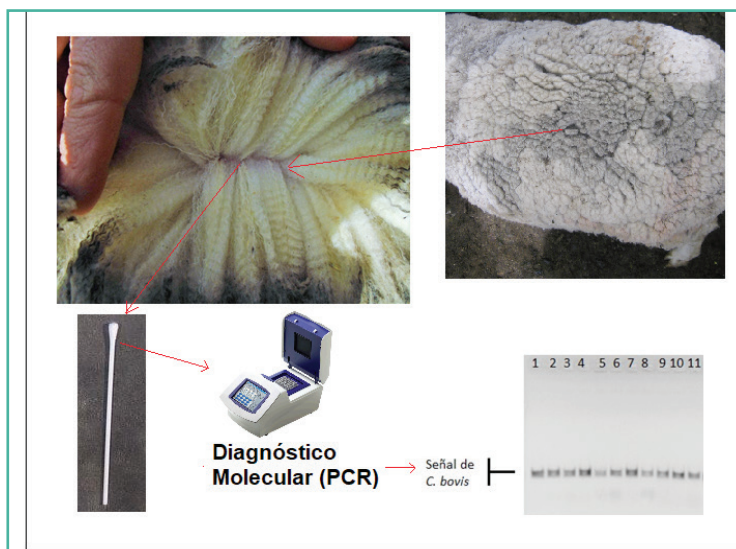 1 2 3 4 5 6 7 8 9 10 11
Diagnóstico
Molecular (PCR)
Señal de
C. bovis